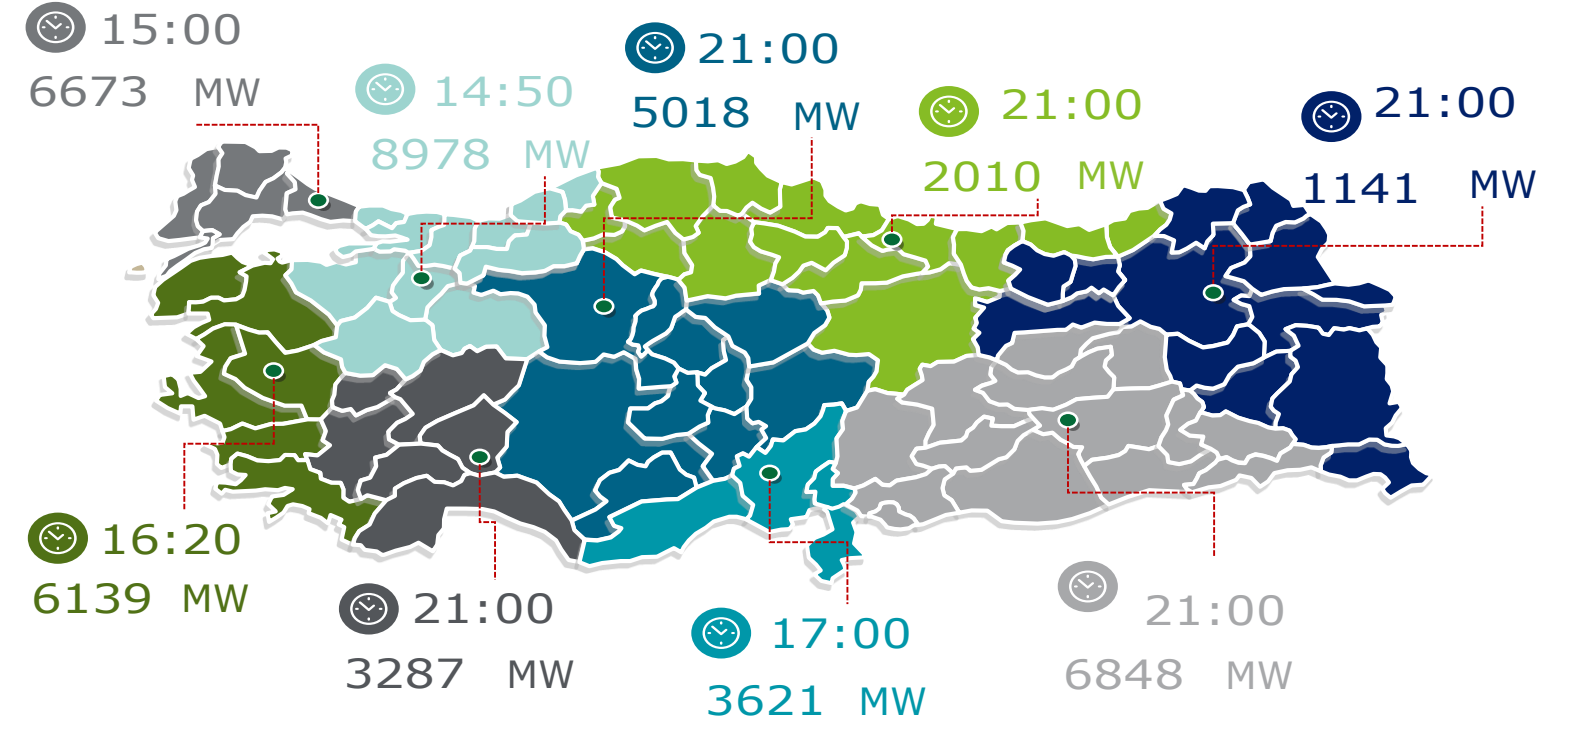 15:00
6673 MW
14:50
8978 MW
21:00
5018 MW
21:00
2010 MW
21:00
1141 MW
16:20
6139 MW
21:00
3287 MW
17:00
3621 MW
21:00
6848 MW